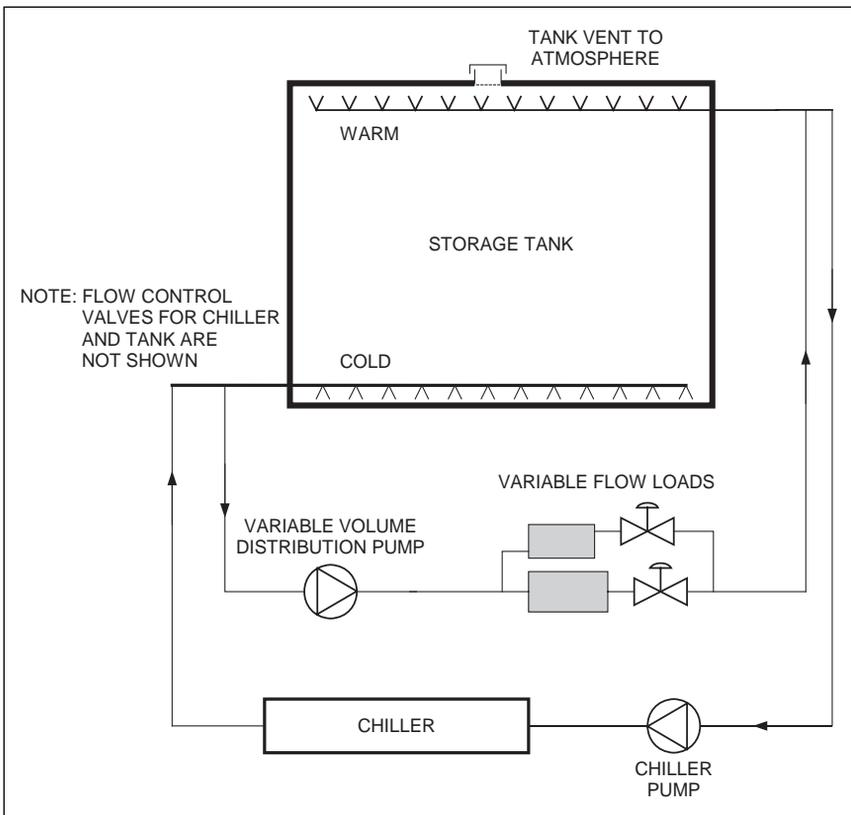 TANK VENT TO
ATMOSPHERE
WARM
STORAGE TANK
NOTE: FLOW CONTROL
VALVES FOR CHILLER
AND TANK ARE
NOT SHOWN
COLD
VARIABLE FLOW LOADS
VARIABLE VOLUME
DISTRIBUTION PUMP
CHILLER
CHILLER
PUMP